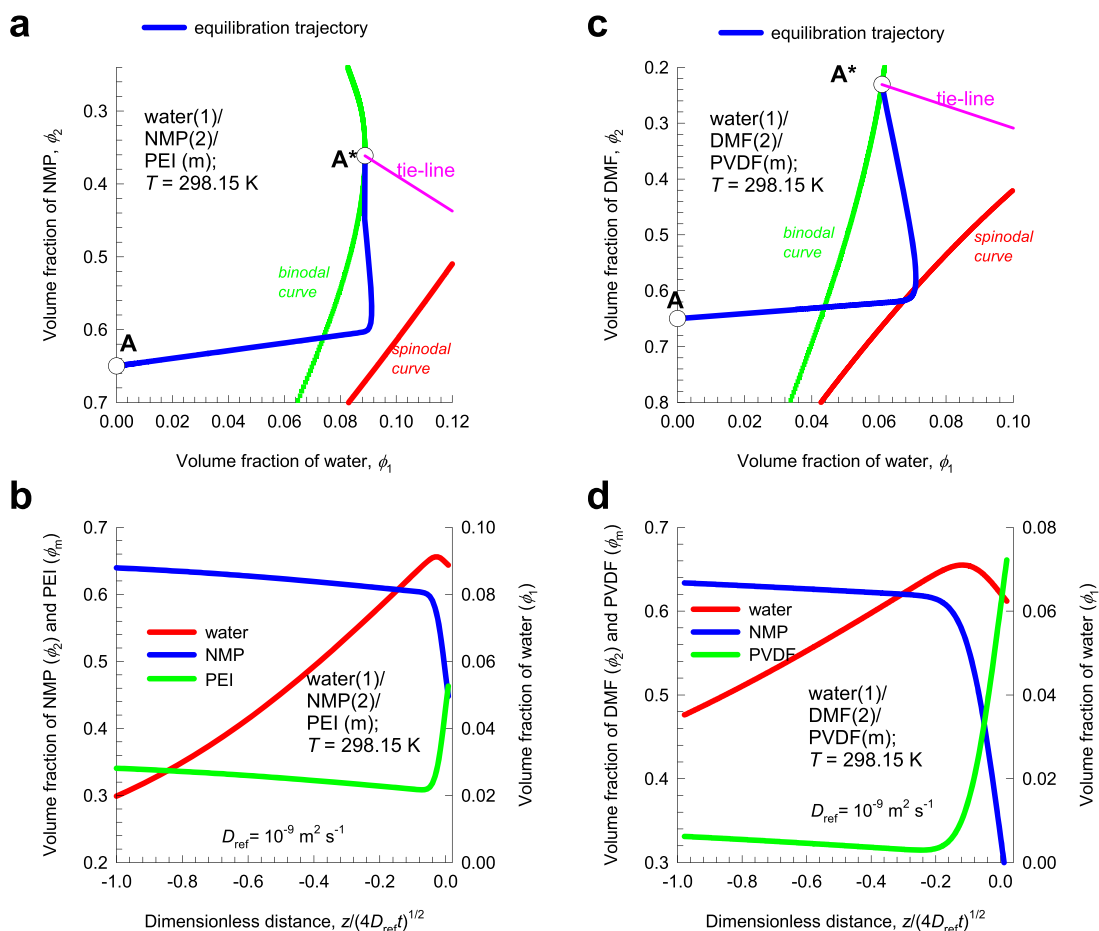 a
equilibration trajectory
water(1)/
NMP(2)/
PEI (m);
T = 298.15 K
A*
tie-line
binodal
curve
spinodal
curve
A
0.3
0.4
0.5
0.6
0.7
0.00
0.02
0.04
0.06
0.08
0.10
0.12
Volume fraction of NMP, ϕ2
Volume fraction of water, ϕ1
c
equilibration trajectory
water(1)/
DMF(2)/
PVDF(m);
T = 298.15 K
A*
tie-line
binodal
curve
spinodal
curve
A
0.2
0.3
0.4
0.5
0.6
0.7
0.8
0.00
0.02
0.04
0.06
0.08
0.10
Volume fraction of DMF, ϕ2
Volume fraction of water, ϕ1
b
0.7
0.6
0.5
0.4
0.3
0.2
0.10
0.08
0.06
0.04
0.02
0.00
water
NMP
PEI
water(1)/
NMP(2)/
PEI (m);
T = 298.15 K
Dref= 10-9 m2 s-1
-1.0
-0.8
-0.6
-0.4
-0.2
0.0
Volume fraction of NMP (ϕ2) and PEI (ϕm)
Volume fraction of water (ϕ1)
Dimensionless distance, z/(4Dreft)1/2
d
0.7
0.6
0.5
0.4
0.3
0.08
0.06
0.04
0.02
0.00
water
NMP
PVDF
water(1)/
DMF(2)/
PVDF(m);
T = 298.15 K
Dref= 10-9 m2 s-1
-1.0
-0.8
-0.6
-0.4
-0.2
0.0
Volume fraction of DMF (ϕ2) and PVDF (ϕm)
Volume fraction of water (ϕ1)
Dimensionless distance, z/(4Dreft)1/2